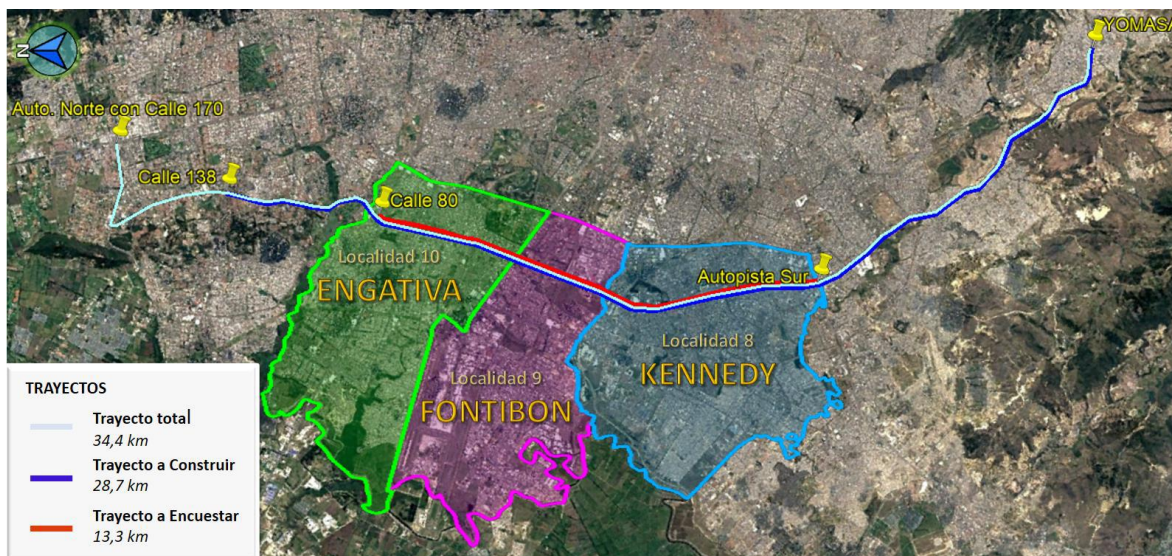 N
YOMASA
Auto. Norte con Calle 170
Calle 138
Calle 80
Localidad 10
ENGATIVA
Autopista Sur
Localidad 8
KENNEDY
Localidad 9
FONTIBON
TRAYECTOS
Trayecto total
34,4 km
Trayecto a Construir
28,7 km
Trayecto a Encuestar
13,3 km